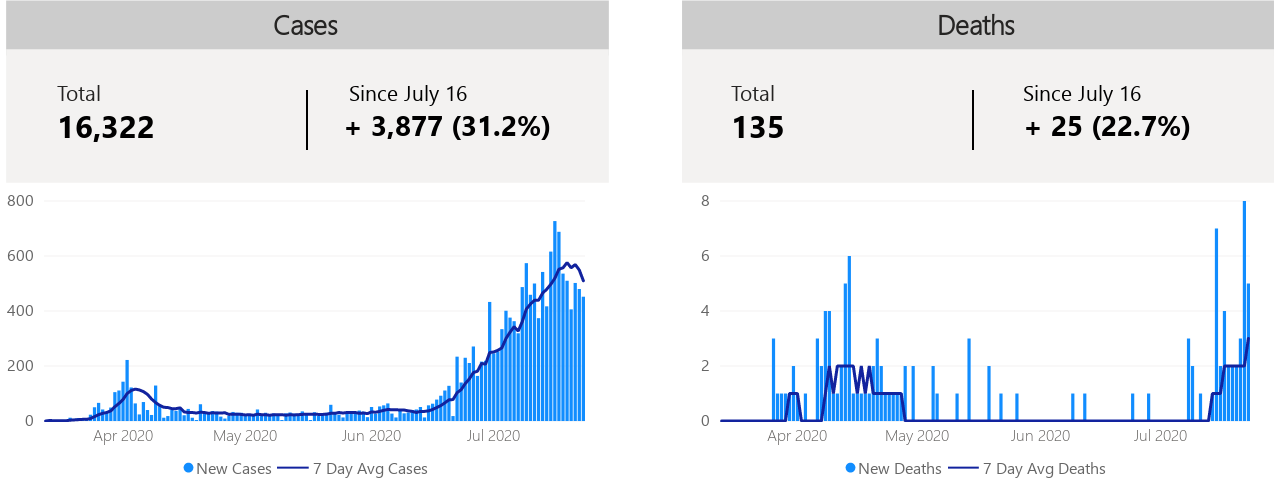 Cases
Total
Since July 16
16,322
+ 3,877 (31.2%)
800
600
400
200
0
Apr 2020
May 2020
Jun 2020
Jul 2020
New Cases
7 Day Avg Cases
Deaths
Total
Since July 16
135
+ 25 (22.7%)
8
6
4
2
0
Apr 2020
May 2020
Jun 2020
Jul 2020
New Deaths
7 Day Avg Deaths